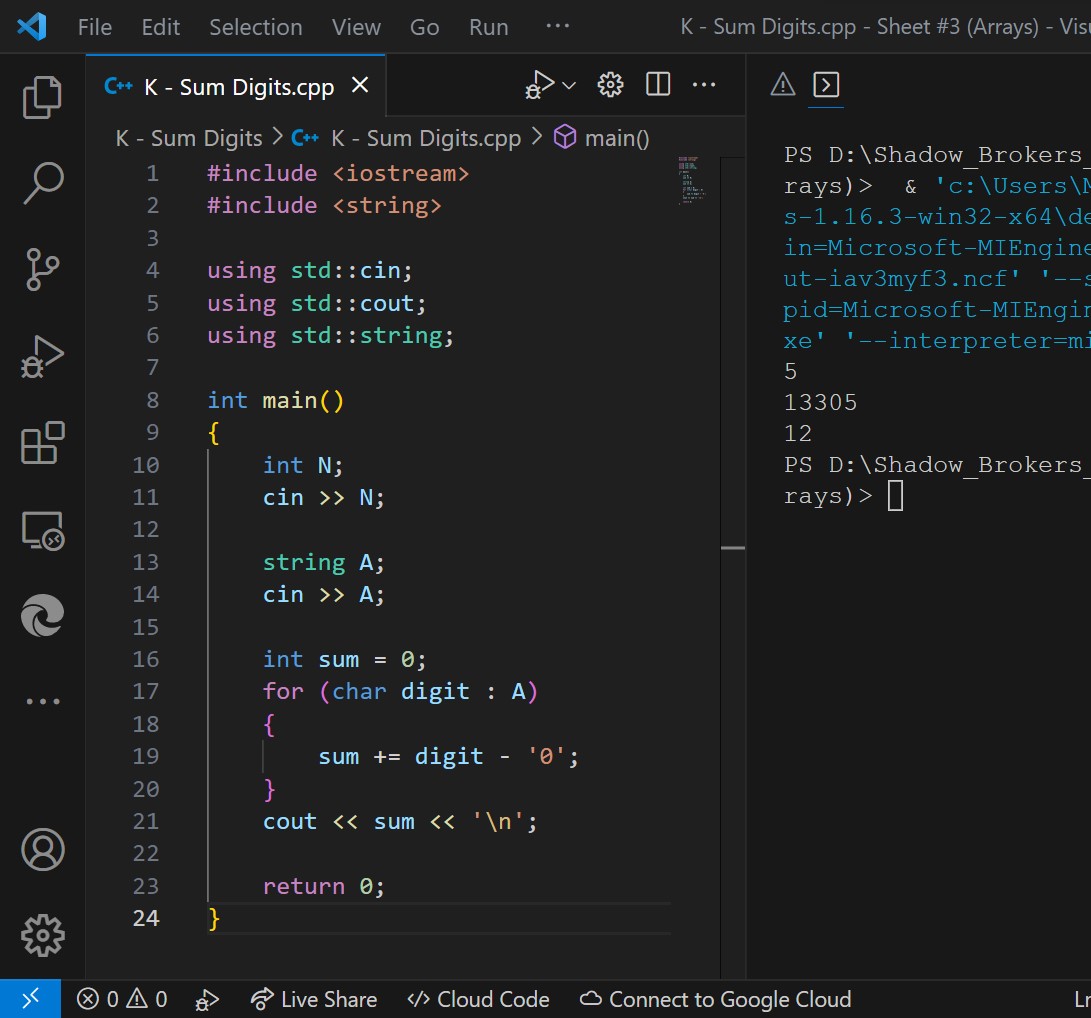 File Edit Selection View Go Run ··· K - Sum Digits.cpp - Sheet #3 (Arrays) - Visu
C++ K - Sum Digits.cpp
K - Sum Digits > C++ K - Sum Digits.cpp > main()
1 #include <iostream>
2 #include <string>
3
4 using std::cin;
5 using std::cout;
6 using std::string;
7
8 int main()
9 {
10 int N;
11 cin >> N;
12
13 string A;
14 cin >> A;
15
16 int sum = 0;
17 for (char digit : A)
18 {
19 sum += digit - '0';
20 }
21 cout << sum << '\n';
22
23 return 0;
24 }
PS D:\Shadow_Brokers_
rays)> & 'c:\Users\M
s-1.16.3-win32-x64\de
in=Microsoft-MIEngine
ut-iav3myf3.ncf' '--s
pid=Microsoft-MIEngin
xe' '--interpreter=mi
5
13305
12
PS D:\Shadow_Brokers_
rays)>
0 0 Live Share Cloud Code Connect to Google Cloud Ln